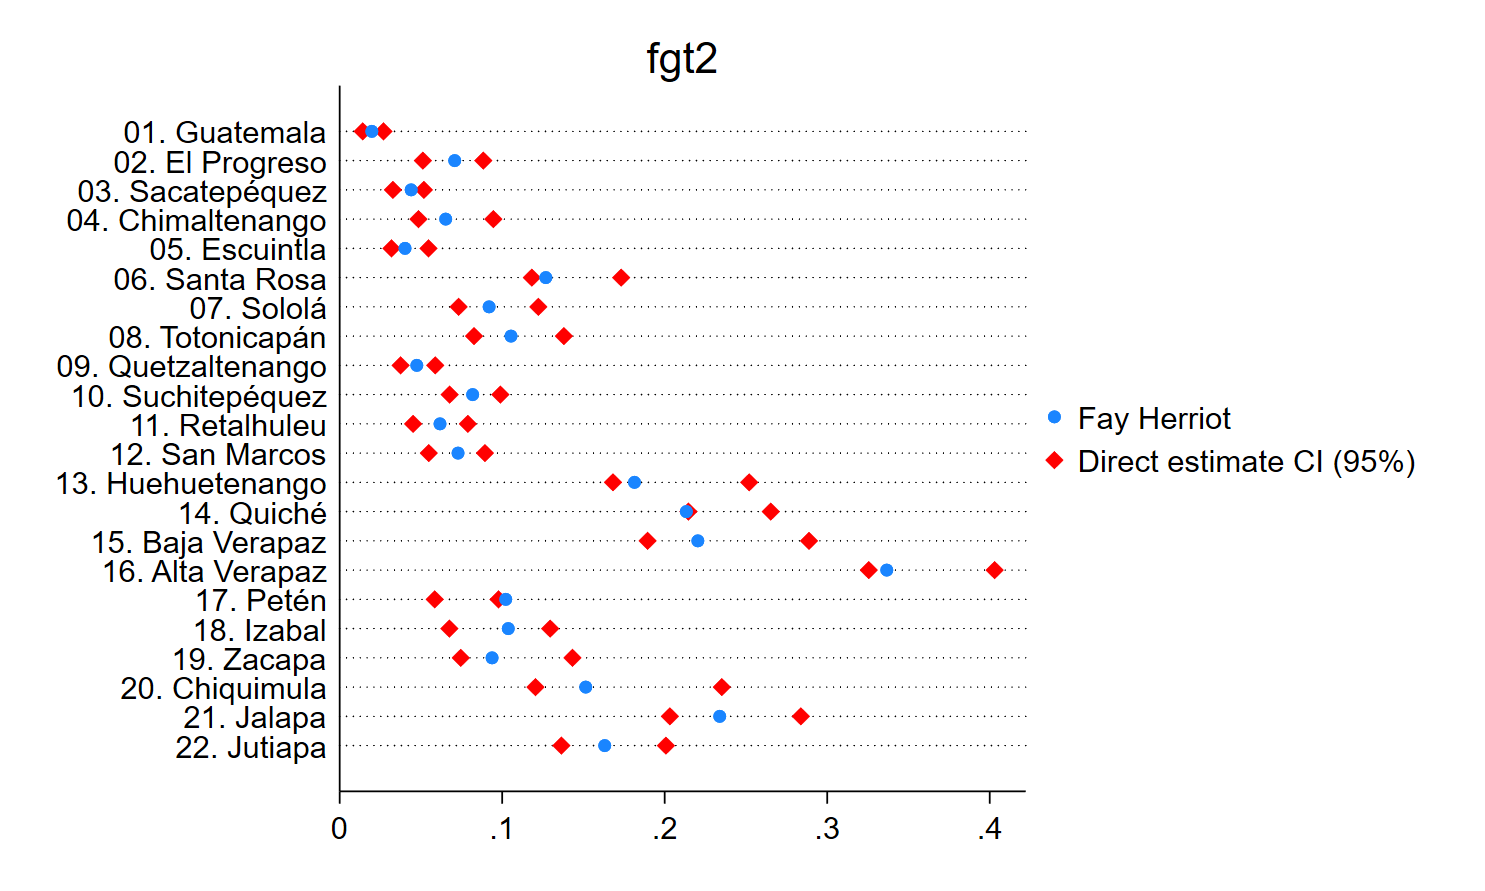 fgt2
01. Guatemala
02. El Progreso
03. Sacatepéquez
04. Chimaltenango
05. Escuintla
06. Santa Rosa
07. Sololá
08. Totonicapán
09. Quetzaltenango
10. Suchitepéquez
11. Retalhuleu
12. San Marcos
13. Huehuetenango
14. Quiché
15. Baja Verapaz
16. Alta Verapaz
17. Petén
18. Izabal
19. Zacapa
20. Chiquimula
21. Jalapa
22. Jutiapa
0 .1 .2 .3 .4
Fay Herriot
Direct estimate CI (95%)